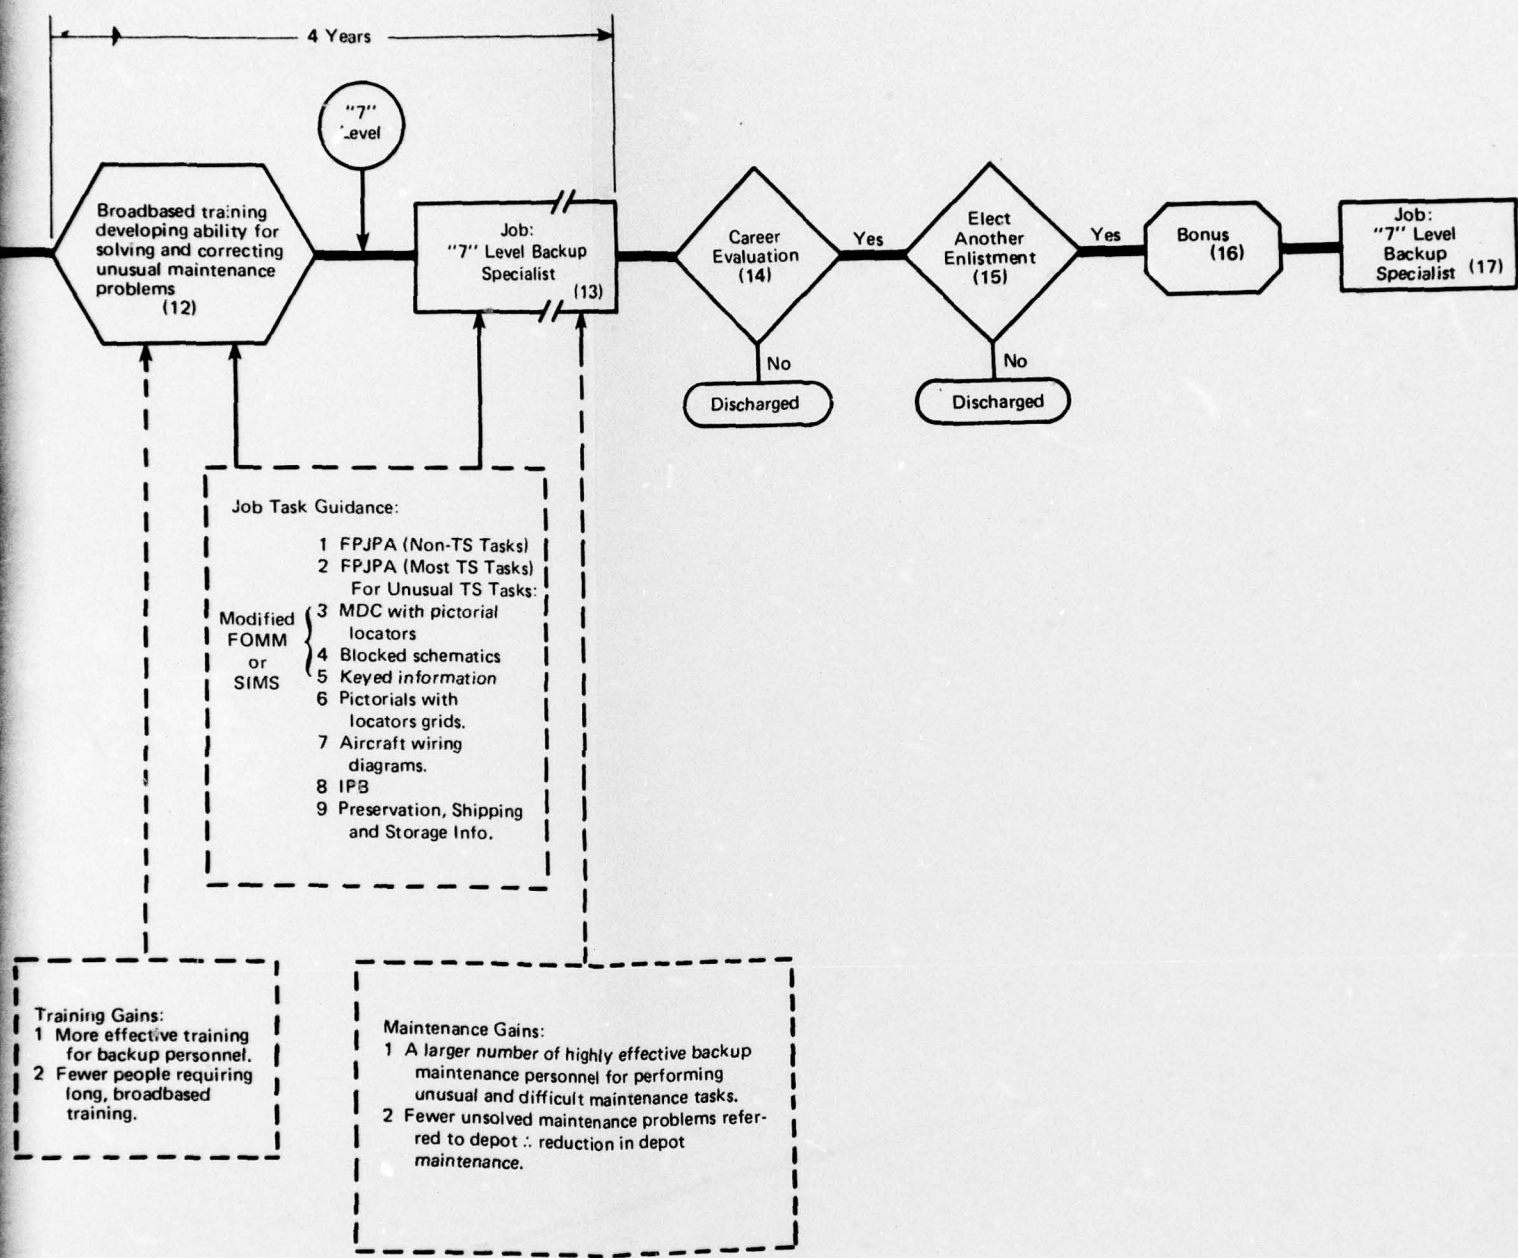 4 Years
"7"
Level
Broadbased training
developing ability for
solving and correcting
unusual maintenance
problems
(12)
Job:
"7" Level Backup
Specialist
(13)
Career
Evaluation
(14)
Yes
No
Discharged
Elect
Another
Enlistment
(15)
Yes
No
Discharged
Bonus
(16)
Job:
"7" Level
Backup
Specialist (17)
Job Task Guidance:
1 FPJPA (Non-TS Tasks)
2 FPJPA (Most TS Tasks)
For Unusual TS Tasks:
Modified
FOMM
or
SIMS
3 MDC with pictorial
locators
4 Blocked schematics
5 Keyed information
6 Pictorials with
locators grids.
7 Aircraft wiring
diagrams.
8 IPB
9 Preservation, Shipping
and Storage Info.
Training Gains:
1 More effective training
for backup personnel.
2 Fewer people requiring
long, broadbased
training.
Maintenance Gains:
1 A larger number of highly effective backup
maintenance personnel for performing
unusual and difficult maintenance tasks.
2 Fewer unsolved maintenance problems refer-
red to depot ∴ reduction in depot
maintenance.